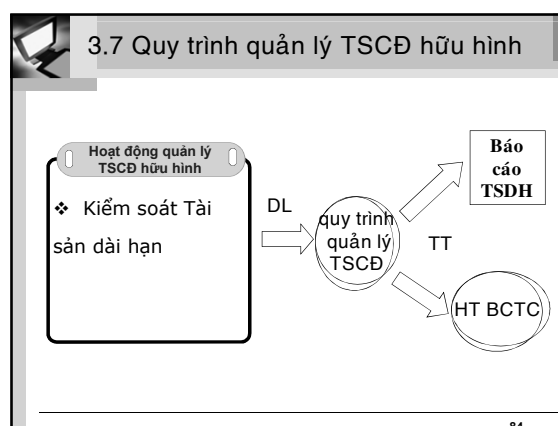 3.7 Quy trình quản lý TSCĐ hữu hình
Hoạt động quản lý
TSCĐ hữu hình
❖ Kiểm soát Tài
sản dài hạn
DL
quy trình
quản lý
TSCĐ
TT
Báo
cáo
TSDH
HT BCTC